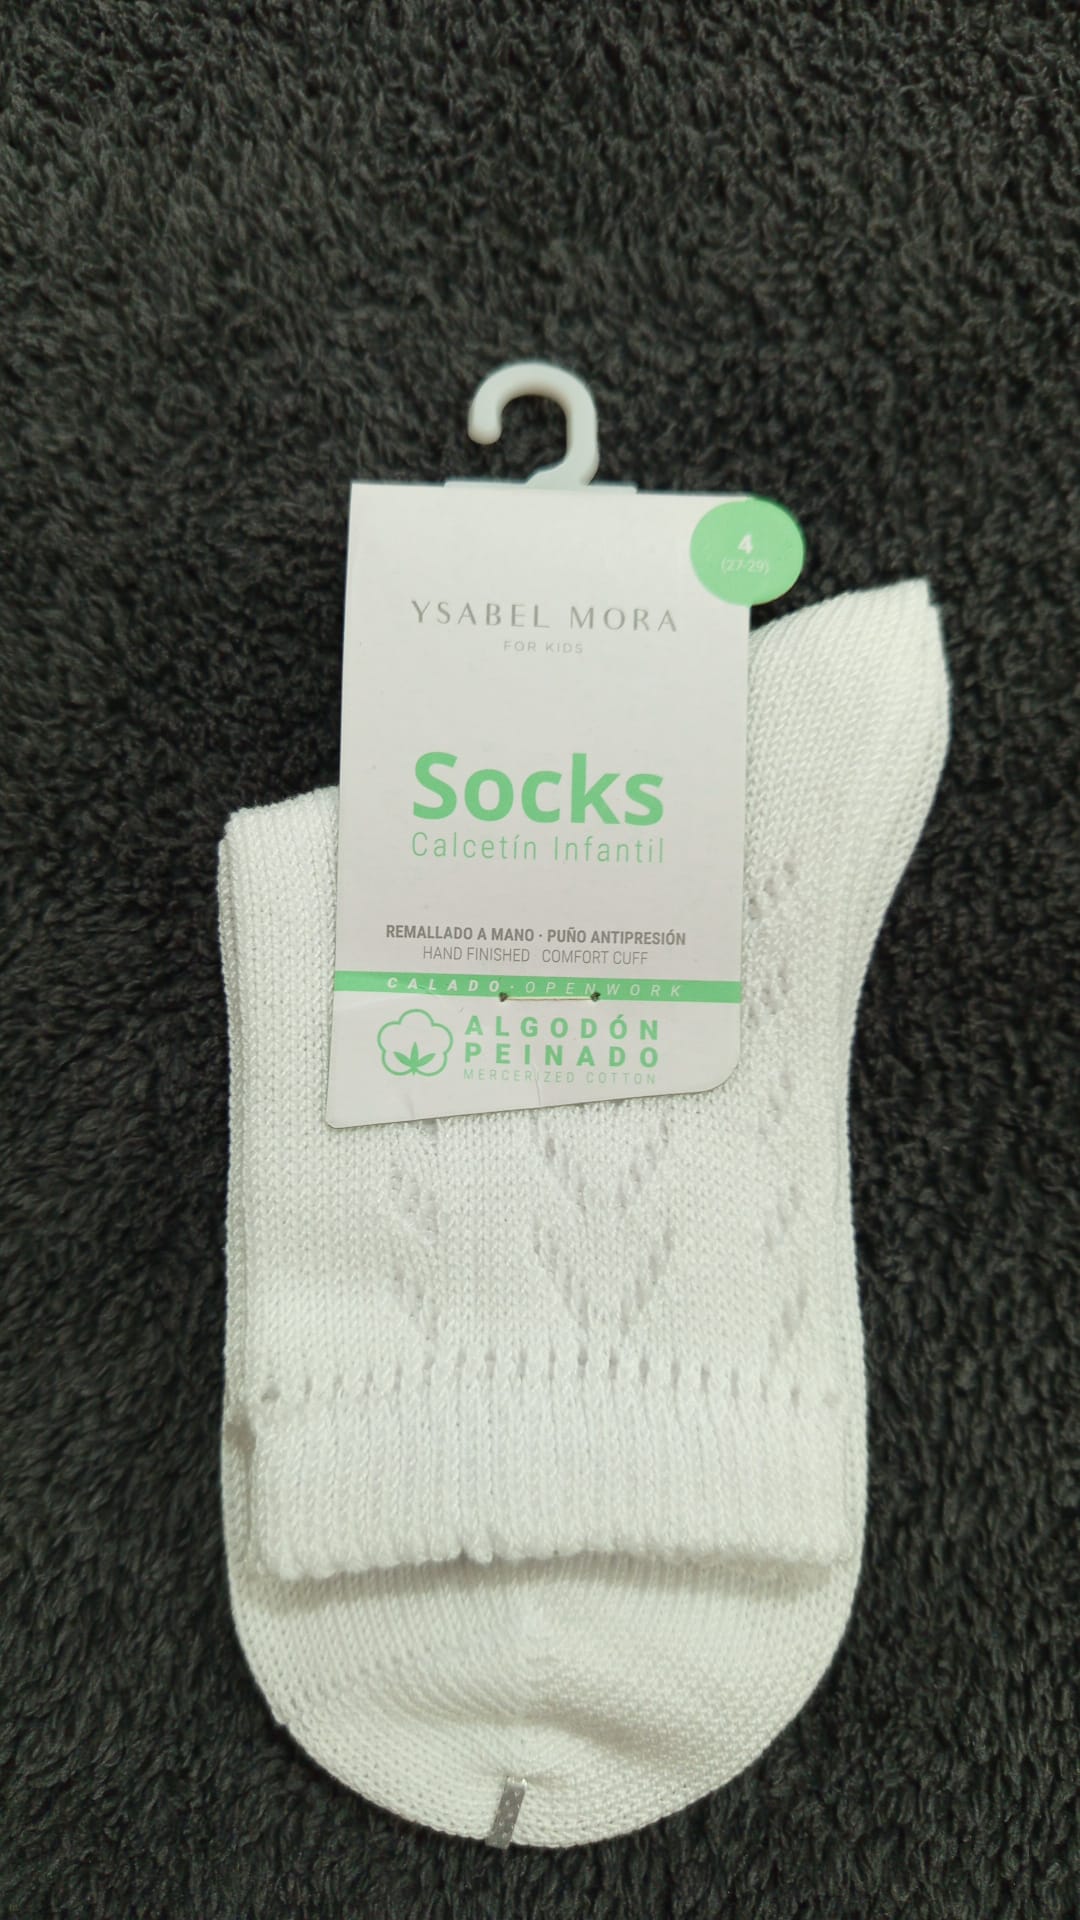 4
(27-29)
YSABEL MORA
FOR KIDS
Socks
Calcetín Infantil
REMALLADO A MANO · PUÑO ANTIPRESIÓN
HAND FINISHED COMFORT CUFF
CALADO · OPENWORK
ALGODÓN
PEINADO
MERCERIZED COTTON